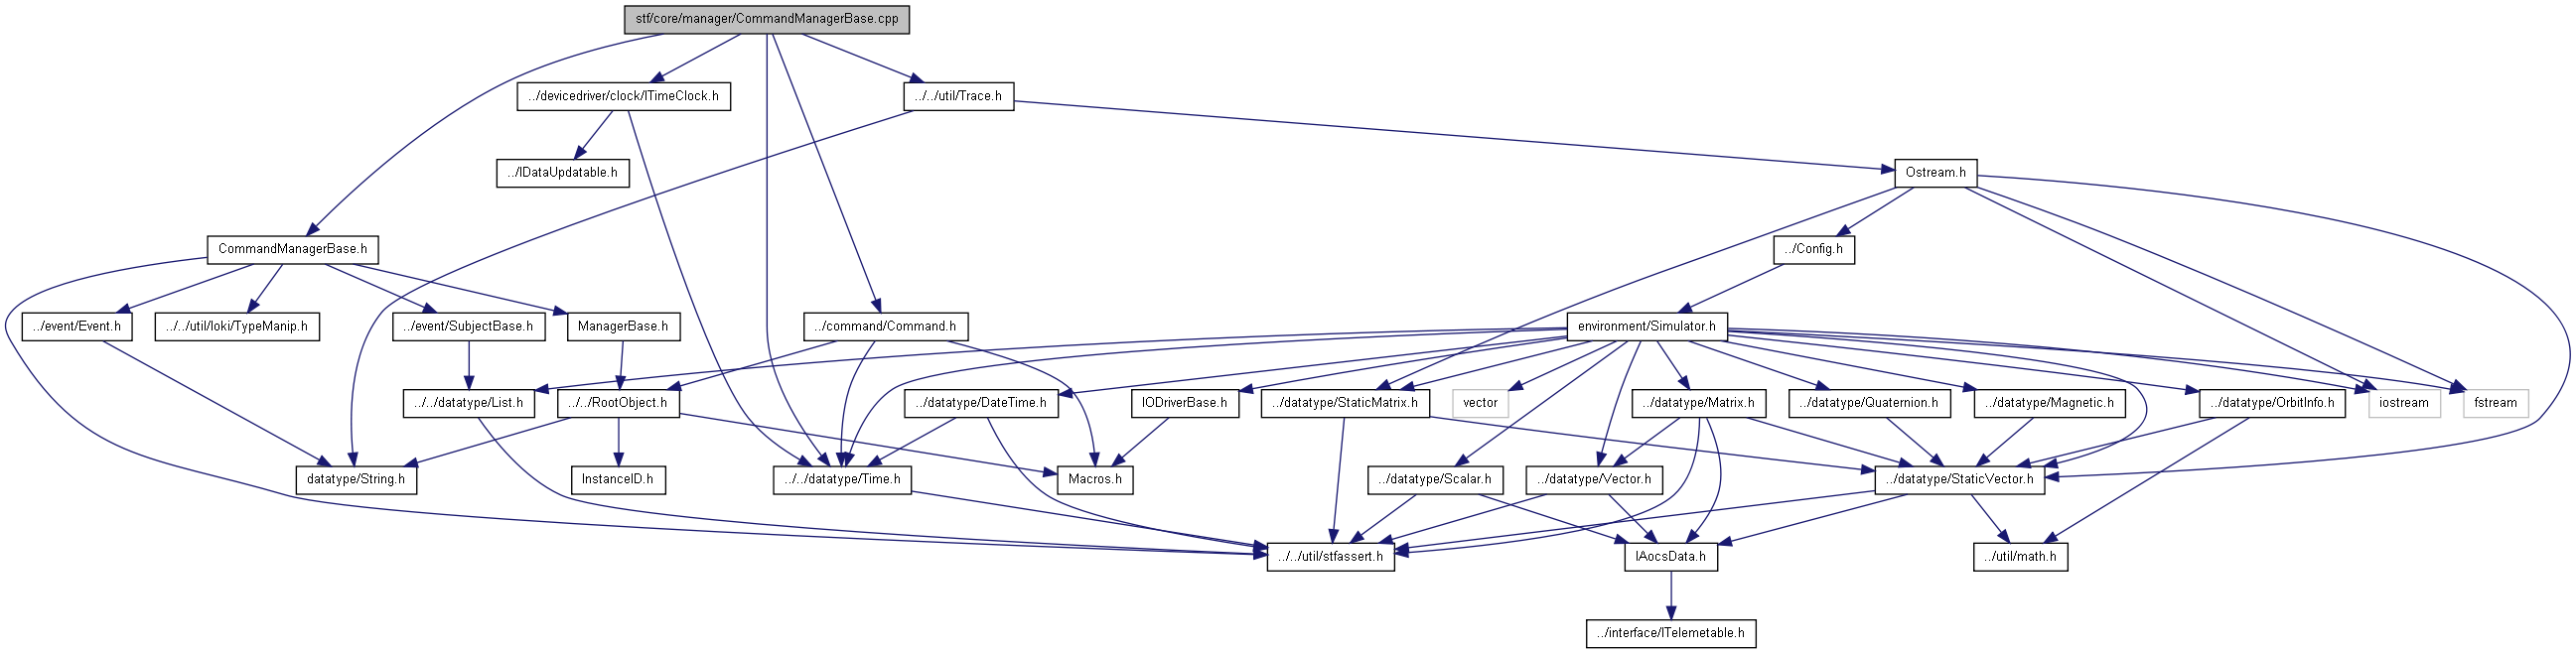 stf/core/manager/CommandManagerBase.cpp
../devicedriver/clock/ITimeClock.h
../../util/Trace.h
../IDataUpdatable.h
Ostream.h
CommandManagerBase.h
../Config.h
../event/Event.h
../../util/loki/TypeManip.h
../event/SubjectBase.h
ManagerBase.h
../command/Command.h
environment/Simulator.h
../../datatype/List.h
../../RootObject.h
../datatype/DateTime.h
IODriverBase.h
../datatype/StaticMatrix.h
vector
../datatype/Matrix.h
../datatype/Quaternion.h
../datatype/Magnetic.h
../datatype/OrbitInfo.h
iostream
fstream
datatype/String.h
InstanceID.h
../../datatype/Time.h
Macros.h
../datatype/Scalar.h
../datatype/Vector.h
../datatype/StaticVector.h
../../util/stfassert.h
IAocsData.h
../util/math.h
../interface/ITelemetable.h